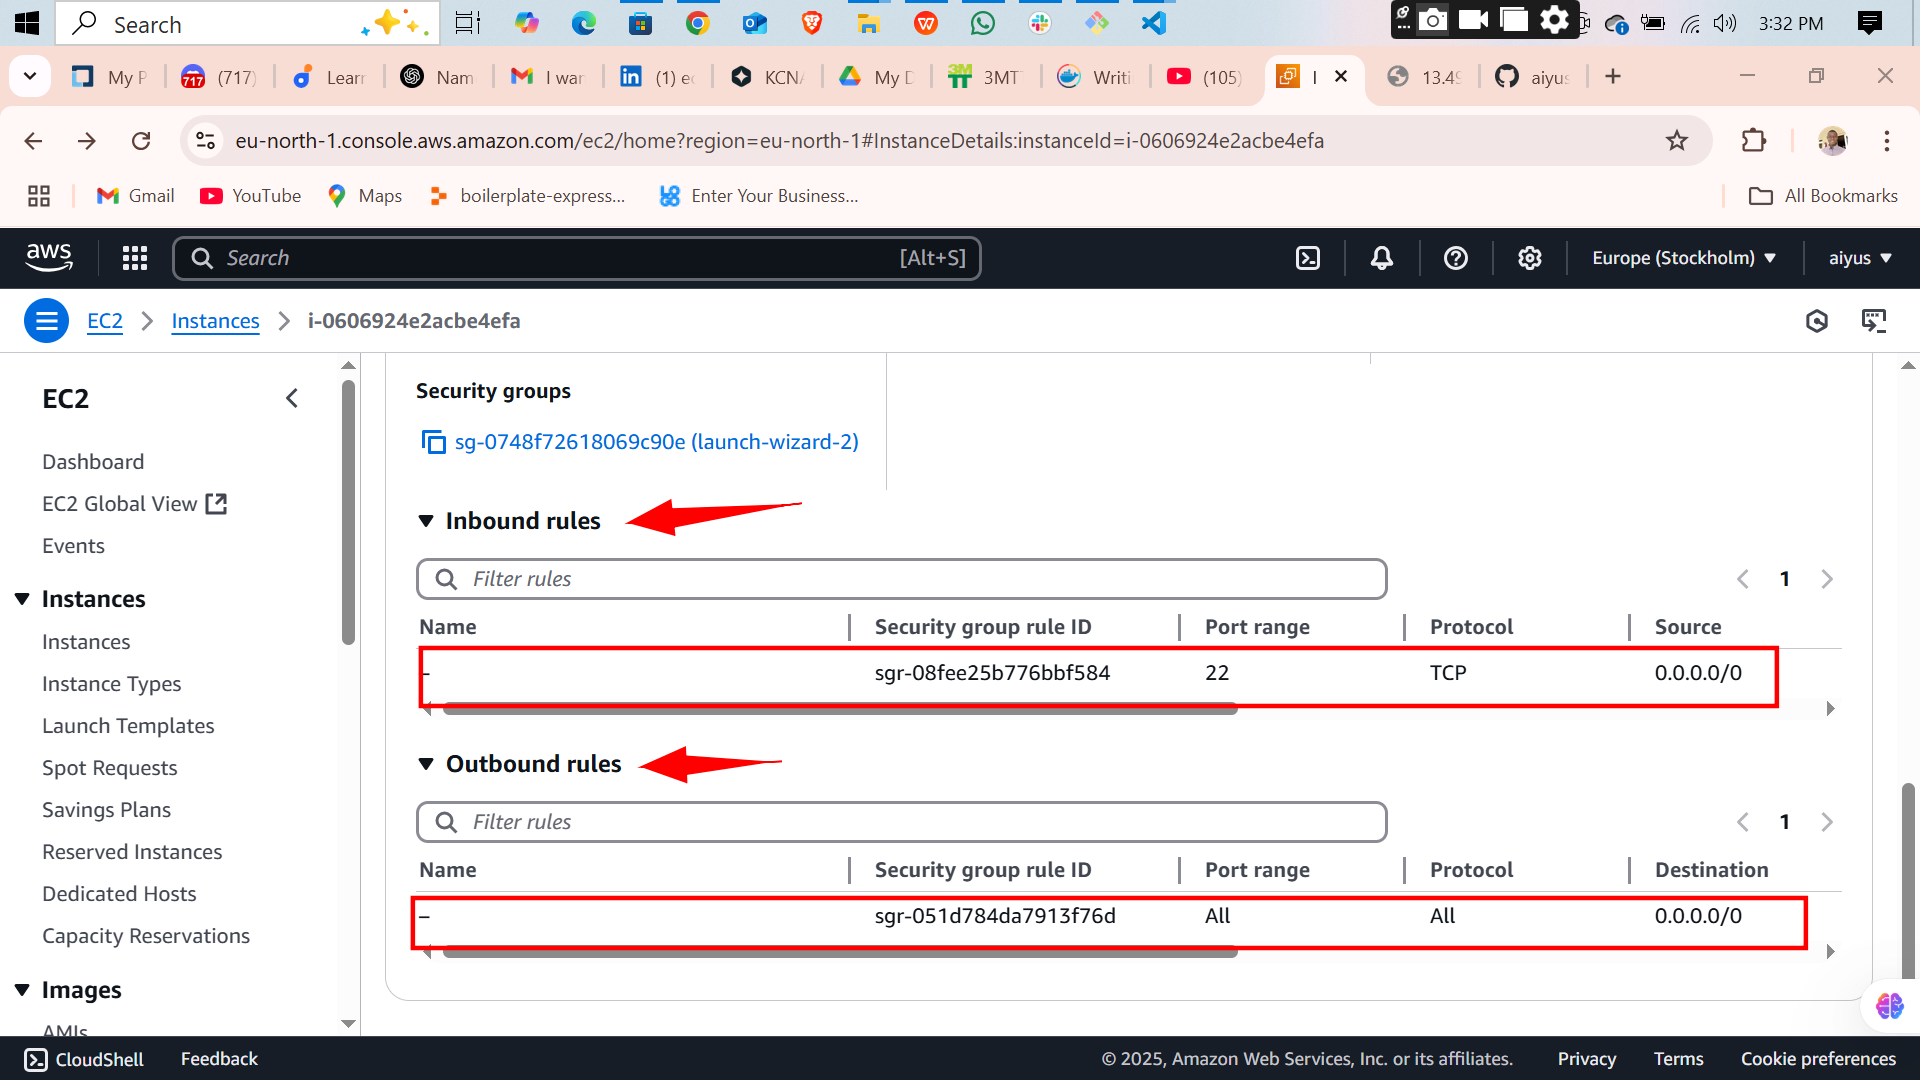 Search
3:32 PM
My P
(717)
Learn
Nam
I wan
(1) ec
KCNA
My D
3MT
Writi
(105)
I
13.49
aiyus
eu-north-1.console.aws.amazon.com/ec2/home?region=eu-north-1#InstanceDetails:instanceId=i-0606924e2acbe4efa
Gmail
YouTube
Maps
boilerplate-express...
Enter Your Business...
All Bookmarks
aws
Search
[Alt+S]
Europe (Stockholm)
aiyus
EC2
Instances
i-0606924e2acbe4efa
EC2
Dashboard
EC2 Global View
Events
Instances
Instances
Instance Types
Launch Templates
Spot Requests
Savings Plans
Reserved Instances
Dedicated Hosts
Capacity Reservations
Images
AMIs
Security groups
sg-0748f72618069c90e (launch-wizard-2)
Inbound rules
Filter rules
1
Name Security group rule ID Port range Protocol Source
– sgr-08fee25b776bbf584 22 TCP 0.0.0.0/0
Outbound rules
Filter rules
1
Name Security group rule ID Port range Protocol Destination
– sgr-051d784da7913f76d All All 0.0.0.0/0
CloudShell
Feedback
© 2025, Amazon Web Services, Inc. or its affiliates.
Privacy
Terms
Cookie preferences